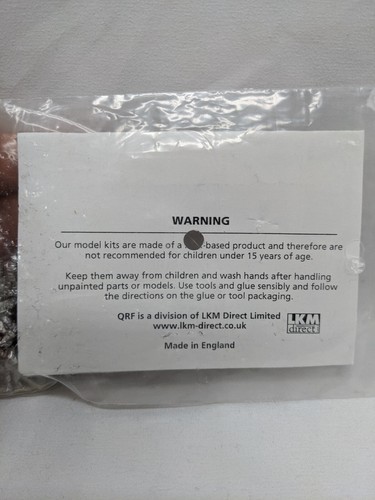 WARNING
Our model kits are made of a -based product and therefore are
not recommended for children under 15 years of age.
Keep them away from children and wash hands after handling
unpainted parts or models. Use tools and glue sensibly and follow
the directions on the glue or tool packaging.
QRF is a division of LKM Direct Limited
www.lkm-direct.co.uk
LKM
direct
Made in England